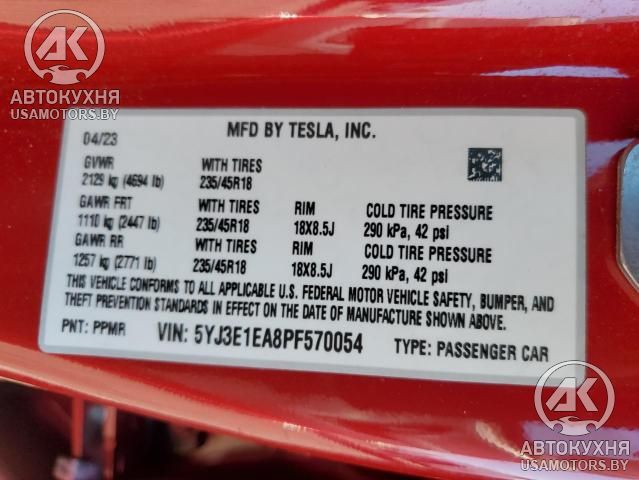 AK
АВТОКУХНЯ
USAMOTORS.BY
04/23 MFD BY TESLA, INC.
GVWR WITH TIRES
2129 kg (4694 lb) 235/45R18
GAWR FRT WITH TIRES RIM COLD TIRE PRESSURE
1110 kg (2447 lb) 235/45R18 18X8.5J 290 kPa, 42 psi
GAWR RR WITH TIRES RIM COLD TIRE PRESSURE
1257 kg (2771 lb) 235/45R18 18X8.5J 290 kPa, 42 psi
THIS VEHICLE CONFORMS TO ALL APPLICABLE U.S. FEDERAL MOTOR VEHICLE SAFETY, BUMPER, AND
THEFT PREVENTION STANDARDS IN EFFECT ON THE DATE OF MANUFACTURE SHOWN ABOVE.
PNT: PPMR VIN: 5YJ3E1EA8PF570054 TYPE: PASSENGER CAR
AK
АВТОКУХНЯ
USAMOTORS.BY